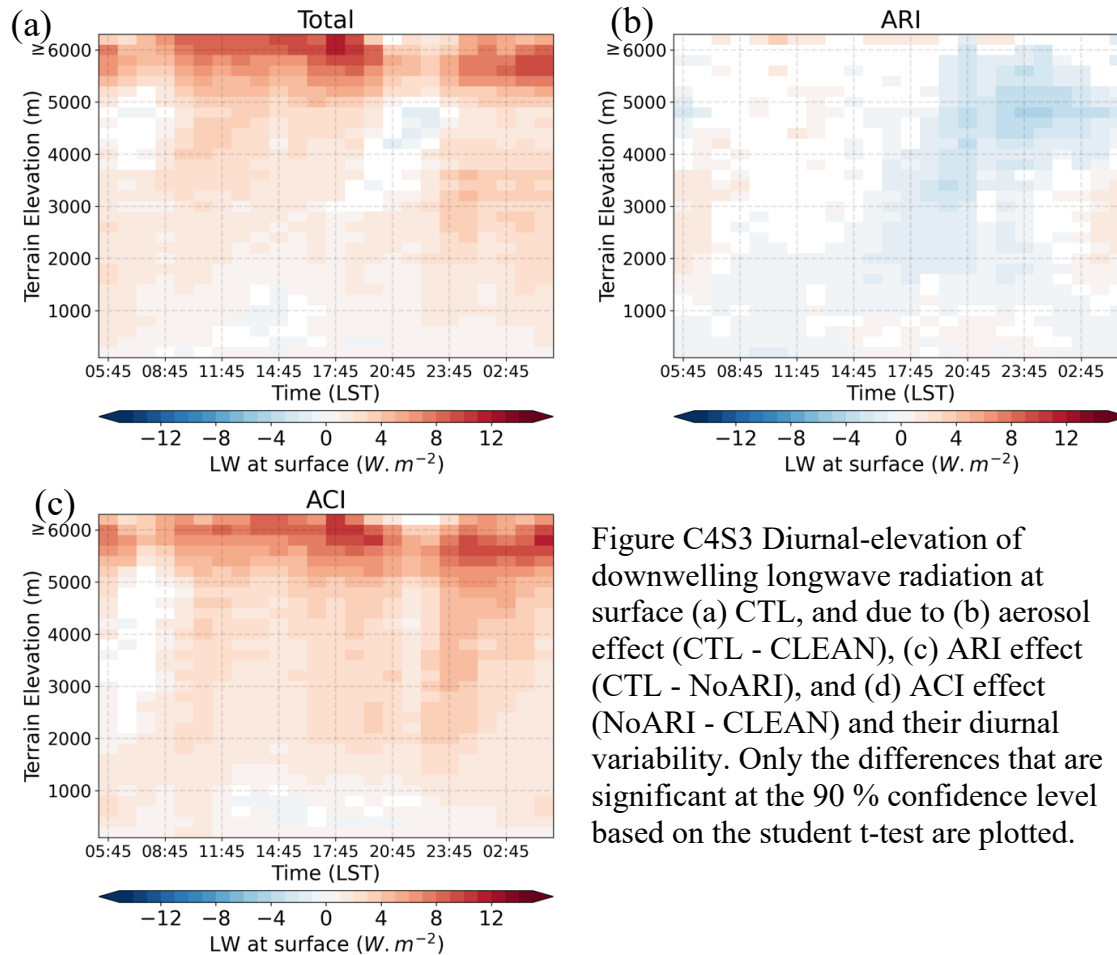 (a)
Total
≥ 6000
5000
4000
3000
2000
1000
Terrain Elevation (m)
05:45 08:45 11:45 14:45 17:45 20:45 23:45 02:45
Time (LST)
−12 −8 −4 0 4 8 12
LW at surface (W.m⁻²)
(b)
ARI
≥ 6000
5000
4000
3000
2000
1000
Terrain Elevation (m)
05:45 08:45 11:45 14:45 17:45 20:45 23:45 02:45
Time (LST)
−12 −8 −4 0 4 8 12
LW at surface (W.m⁻²)
(c)
ACI
≥ 6000
5000
4000
3000
2000
1000
Terrain Elevation (m)
05:45 08:45 11:45 14:45 17:45 20:45 23:45 02:45
Time (LST)
−12 −8 −4 0 4 8 12
LW at surface (W.m⁻²)
Figure C4S3 Diurnal-elevation of
downwelling longwave radiation at
surface (a) CTL, and due to (b) aerosol
effect (CTL - CLEAN), (c) ARI effect
(CTL - NoARI), and (d) ACI effect
(NoARI - CLEAN) and their diurnal
variability. Only the differences that are
significant at the 90 % confidence level
based on the student t-test are plotted.